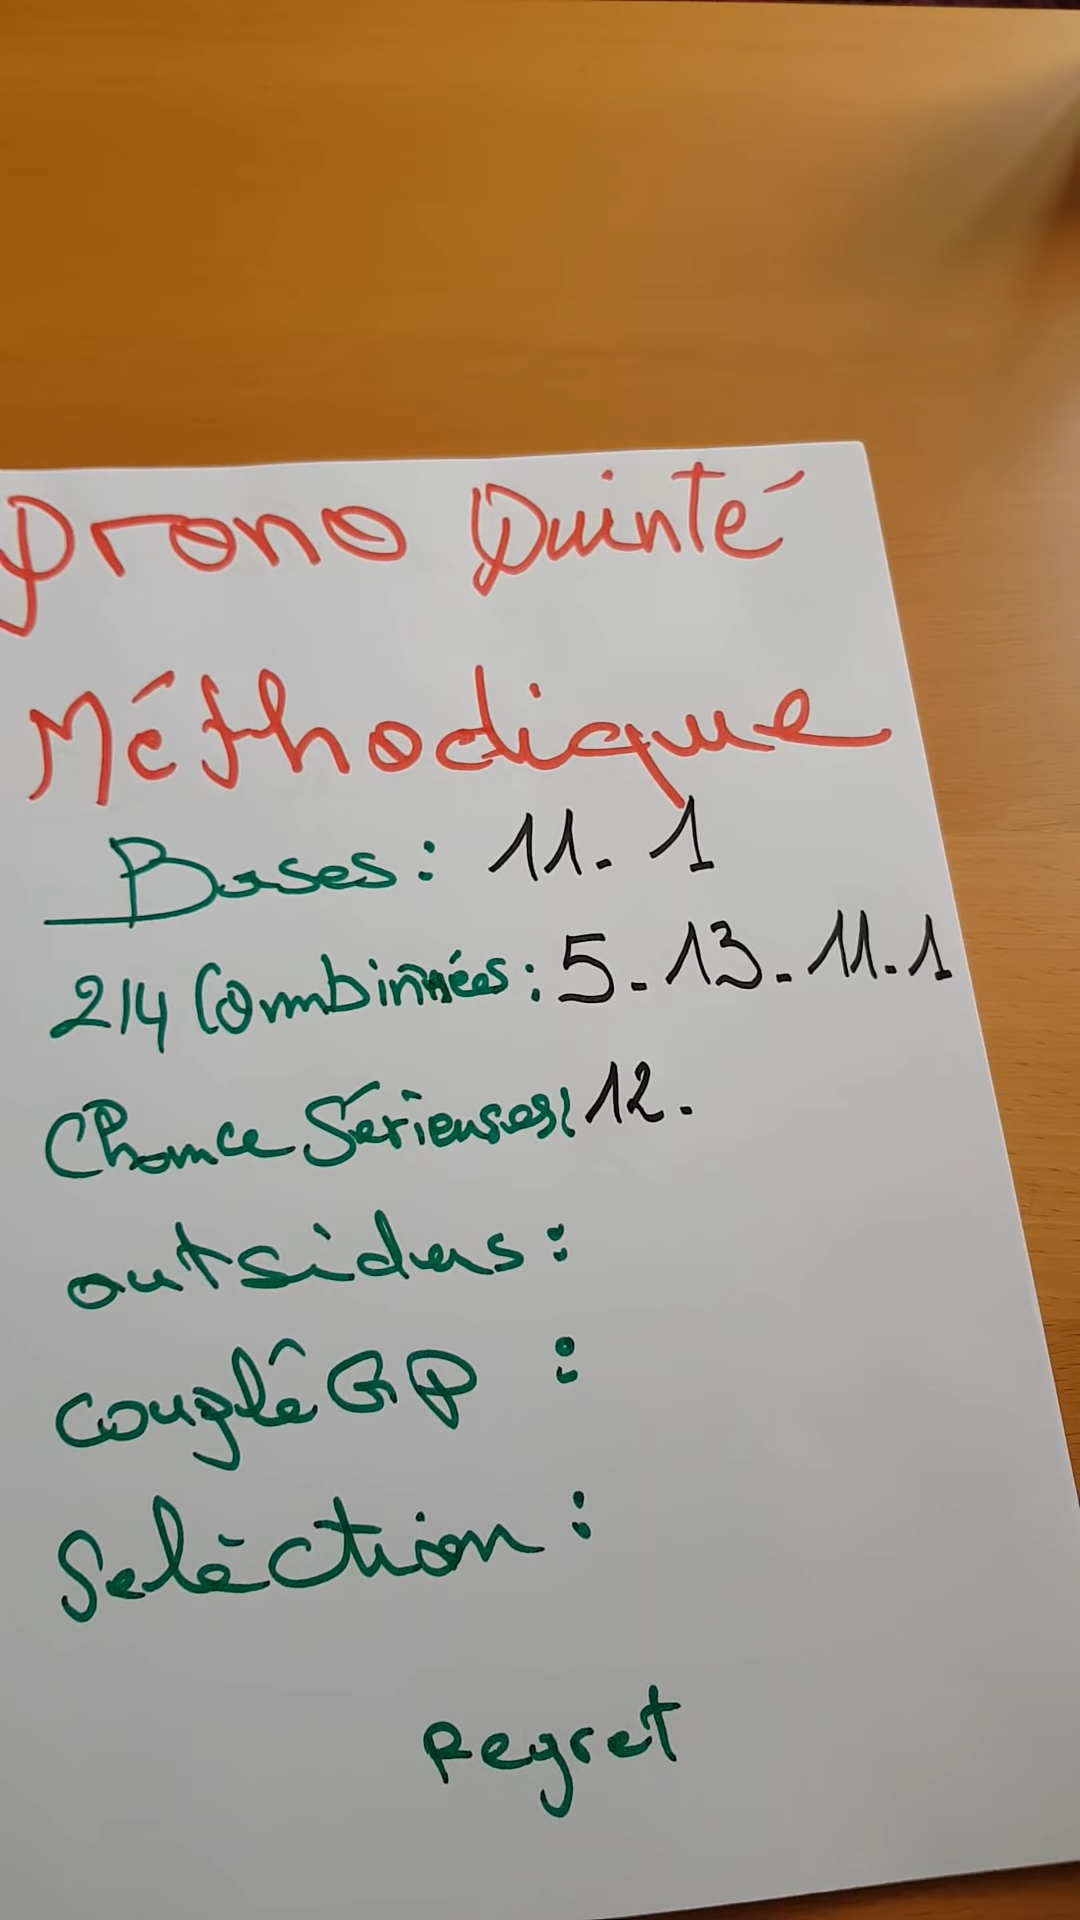 Prono Quinté
Méthodique
Bases: 11. 1
2/4 Combinées: 5. 13. 11. 1
Chance Sérieuses: 12.
outsiders:
couplé GP :
Seléction :
Regret